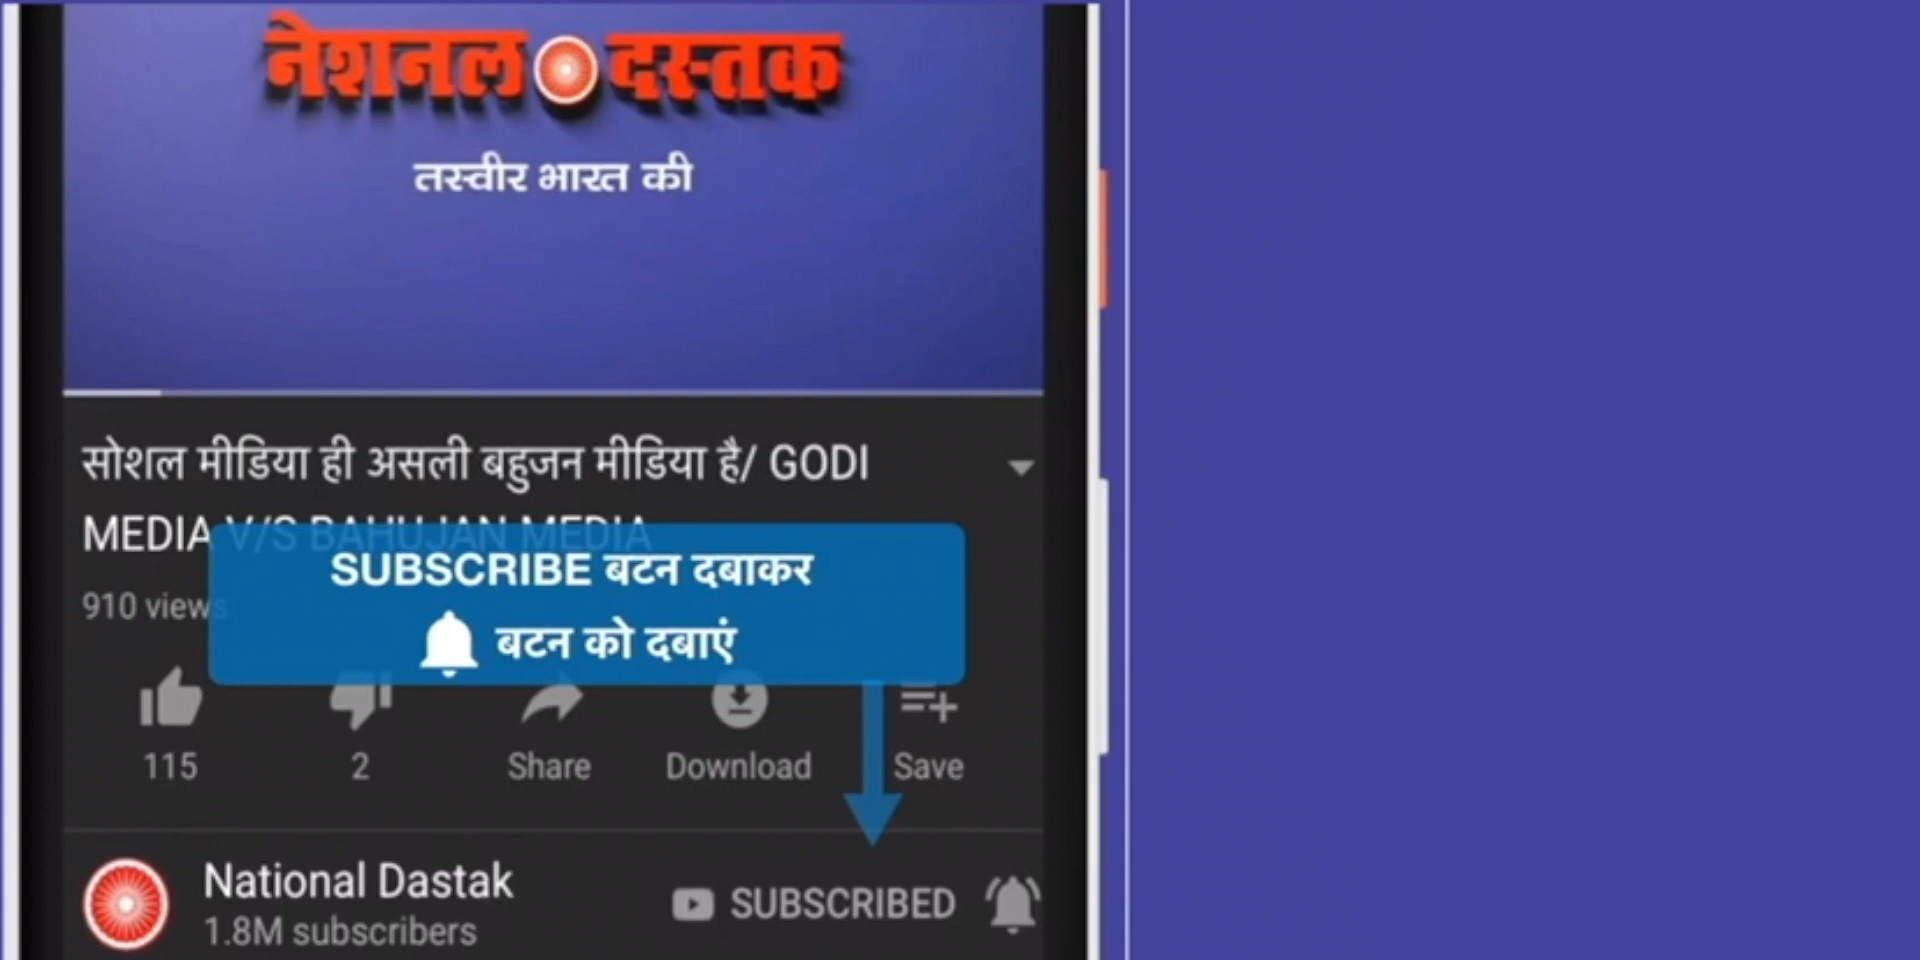 नेशनल दस्तक
तस्वीर भारत की
सोशल मीडिया ही असली बहुजन मीडिया है/ GODI
MEDIA V/S BAHUJAN MEDIA
SUBSCRIBE बटन दबाकर
बटन को दबाएं
910 views
115
2
Share
Download
Save
National Dastak
1.8M subscribers
SUBSCRIBED